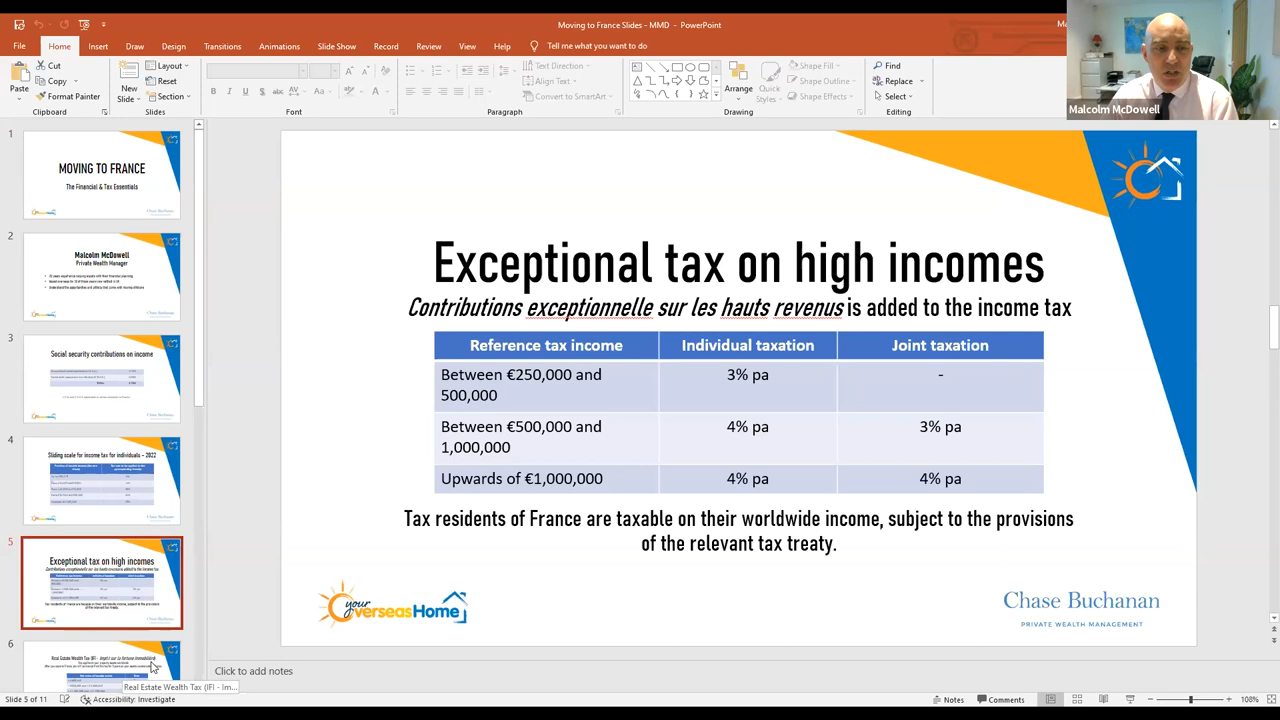 Moving to France Slides - MMD - PowerPoint
File Home Insert Draw Design Transitions Animations Slide Show Record Review View Help Tell me what you want to do
Paste
Cut
Copy
Format Painter
Clipboard
New Slide
Layout
Reset
Section
Slides
B I U S
Aa
A
Font
Text Direction
Align Text
Convert to SmartArt
Paragraph
Arrange
Quick Styles
Shape Fill
Shape Outline
Shape Effects
Drawing
Find
Replace
Select
Editing
Malcolm McDowell
1
MOVING TO FRANCE
The Financial & Tax Essentials
2
Malcolm McDowell
Private Wealth Manager
3
Social security contributions on income
4
Sliding scale for income tax for individuals – 2022
5
Exceptional tax on high incomes
6
Real Estate Wealth Tax (IFI - Im...
Exceptional tax on high incomes
Contributions exceptionnelle sur les hauts revenus is added to the income tax
Reference tax income Individual taxation Joint taxation
Between €250,000 and 500,000 3% pa -
Between €500,000 and 1,000,000 4% pa 3% pa
Upwards of €1,000,000 4% pa 4% pa
Tax residents of France are taxable on their worldwide income, subject to the provisions
of the relevant tax treaty.
your OverseasHome
Chase Buchanan
PRIVATE WEALTH MANAGEMENT
Click to add notes
Slide 5 of 11 Accessibility: Investigate Notes Comments 108%